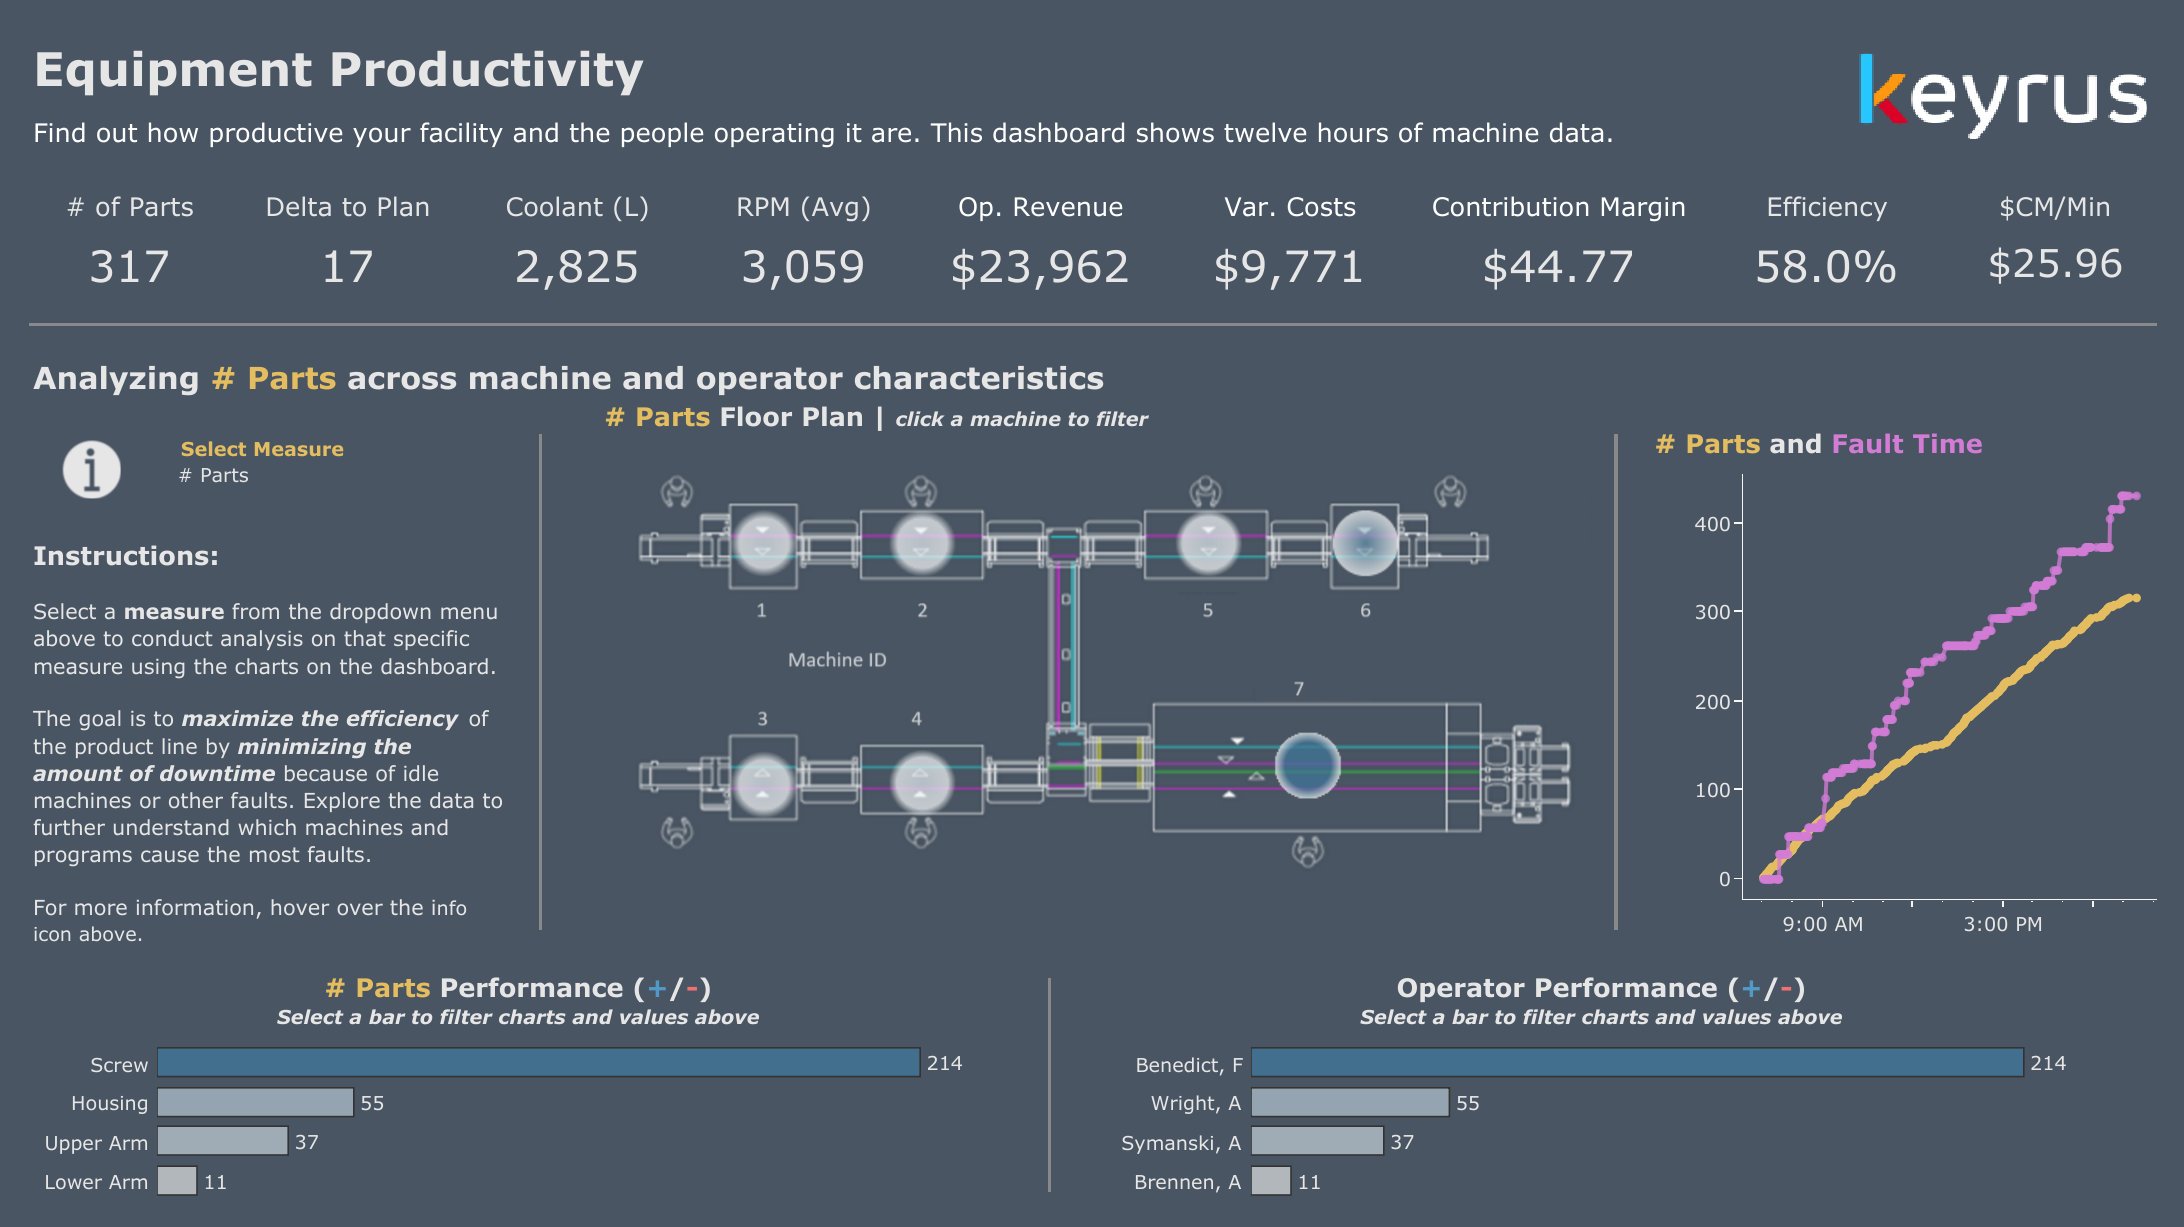 Equipment Productivity
keyrus
Find out how productive your facility and the people operating it are. This dashboard shows twelve hours of machine data.
# of Parts
Delta to Plan
Coolant (L)
RPM (Avg)
Op. Revenue
Var. Costs
Contribution Margin
Efficiency
$CM/Min
317
17
2,825
3,059
$23,962
$9,771
$44.77
58.0%
$25.96
Analyzing # Parts across machine and operator characteristics
Select Measure
# Parts
Instructions:
Select a measure from the dropdown menu
above to conduct analysis on that specific
measure using the charts on the dashboard.
The goal is to maximize the efficiency of
the product line by minimizing the
amount of downtime because of idle
machines or other faults. Explore the data to
further understand which machines and
programs cause the most faults.
For more information, hover over the info
icon above.
# Parts Floor Plan | click a machine to filter
1
2
5
6
Machine ID
7
3
4
# Parts and Fault Time
400
300
200
100
0
9:00 AM
3:00 PM
# Parts Performance (+/-)
Select a bar to filter charts and values above
Screw 214
Housing 55
Upper Arm 37
Lower Arm 11
Operator Performance (+/-)
Select a bar to filter charts and values above
Benedict, F 214
Wright, A 55
Symanski, A 37
Brennen, A 11